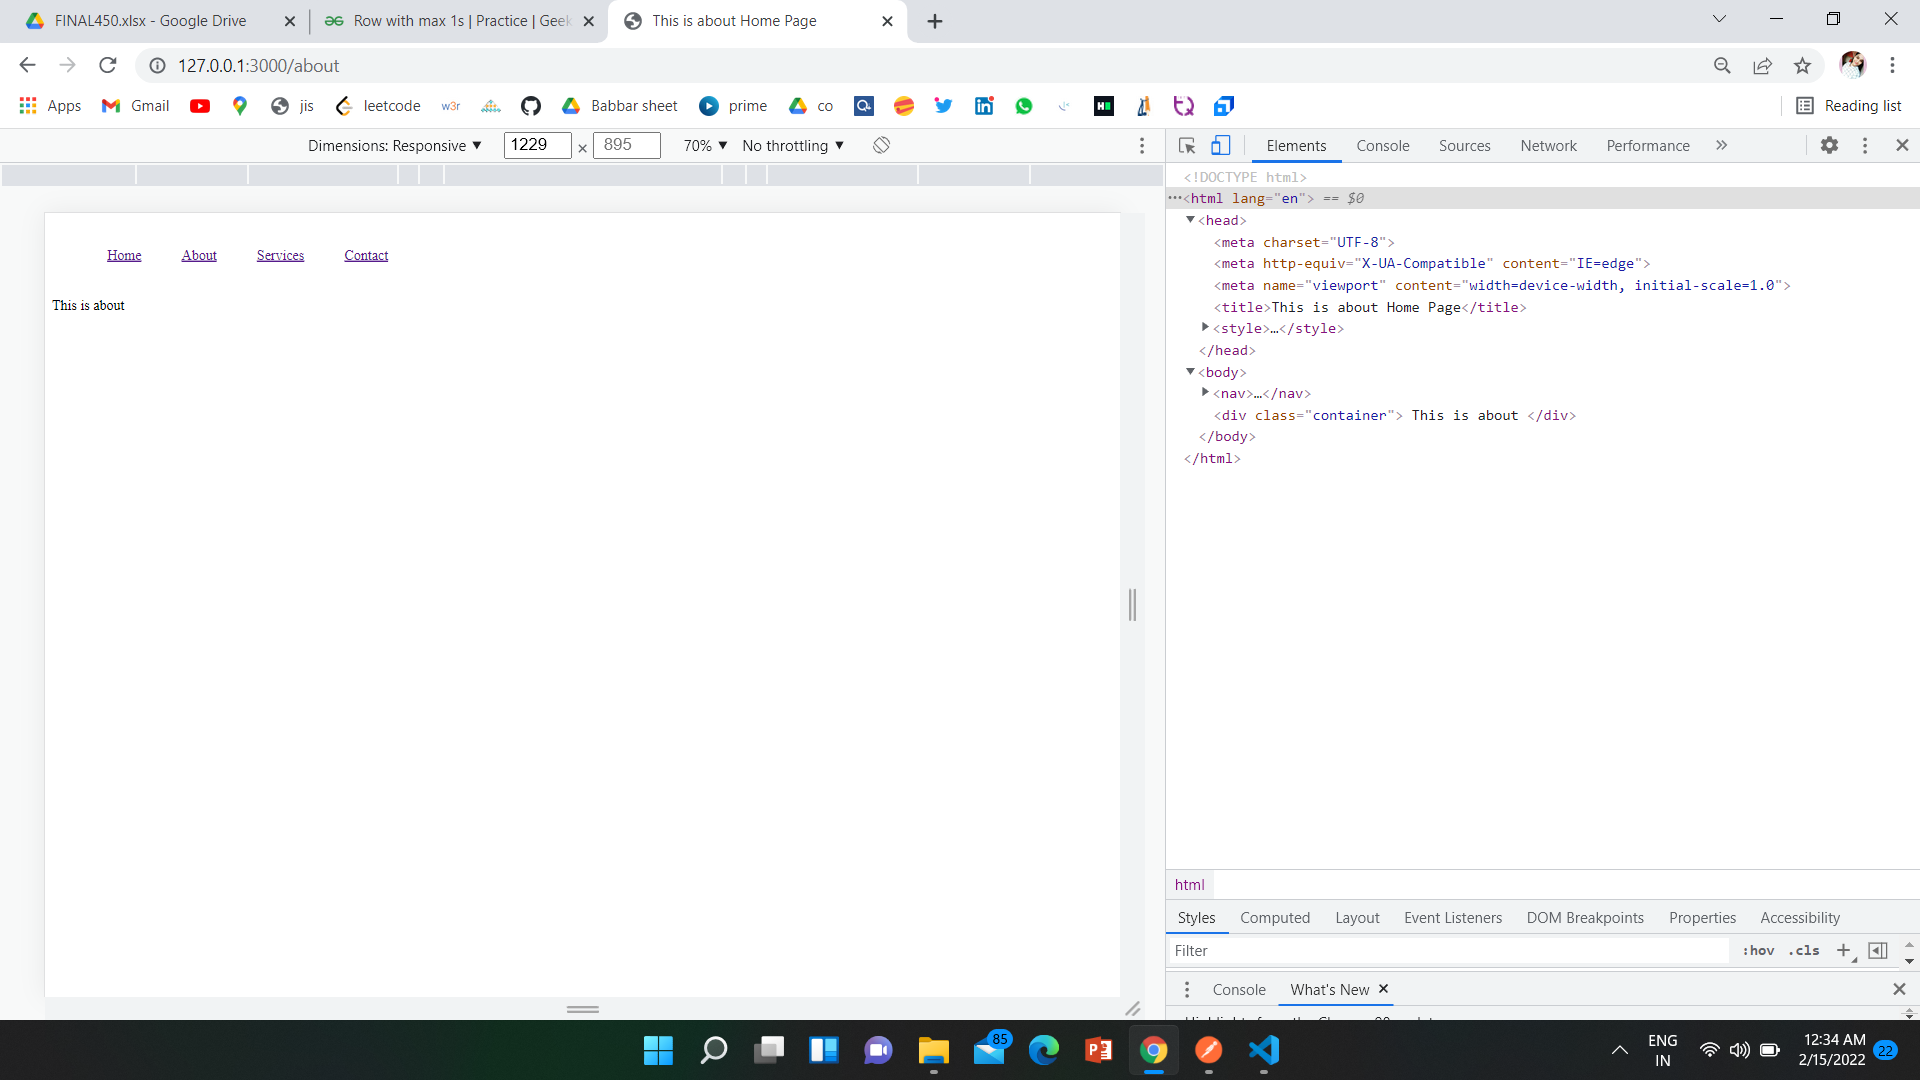 FINAL450.xlsx - Google Drive
Row with max 1s | Practice | Geek
This is about Home Page
127.0.0.1:3000/about
Apps Gmail jis leetcode w3r Babbar sheet prime co Reading list
Dimensions: Responsive ▼ 1229 × 895 70% ▼ No throttling ▼
Elements Console Sources Network Performance »
Home About Services Contact
This is about
<!DOCTYPE html>
<html lang="en"> == $0
<head>
<meta charset="UTF-8">
<meta http-equiv="X-UA-Compatible" content="IE=edge">
<meta name="viewport" content="width=device-width, initial-scale=1.0">
<title>This is about Home Page</title>
<style>…</style>
</head>
<body>
<nav>…</nav>
<div class="container"> This is about </div>
</body>
</html>
html
Styles Computed Layout Event Listeners DOM Breakpoints Properties Accessibility
Filter :hov .cls +
Console What's New
85
ENG
IN
12:34 AM
2/15/2022
22